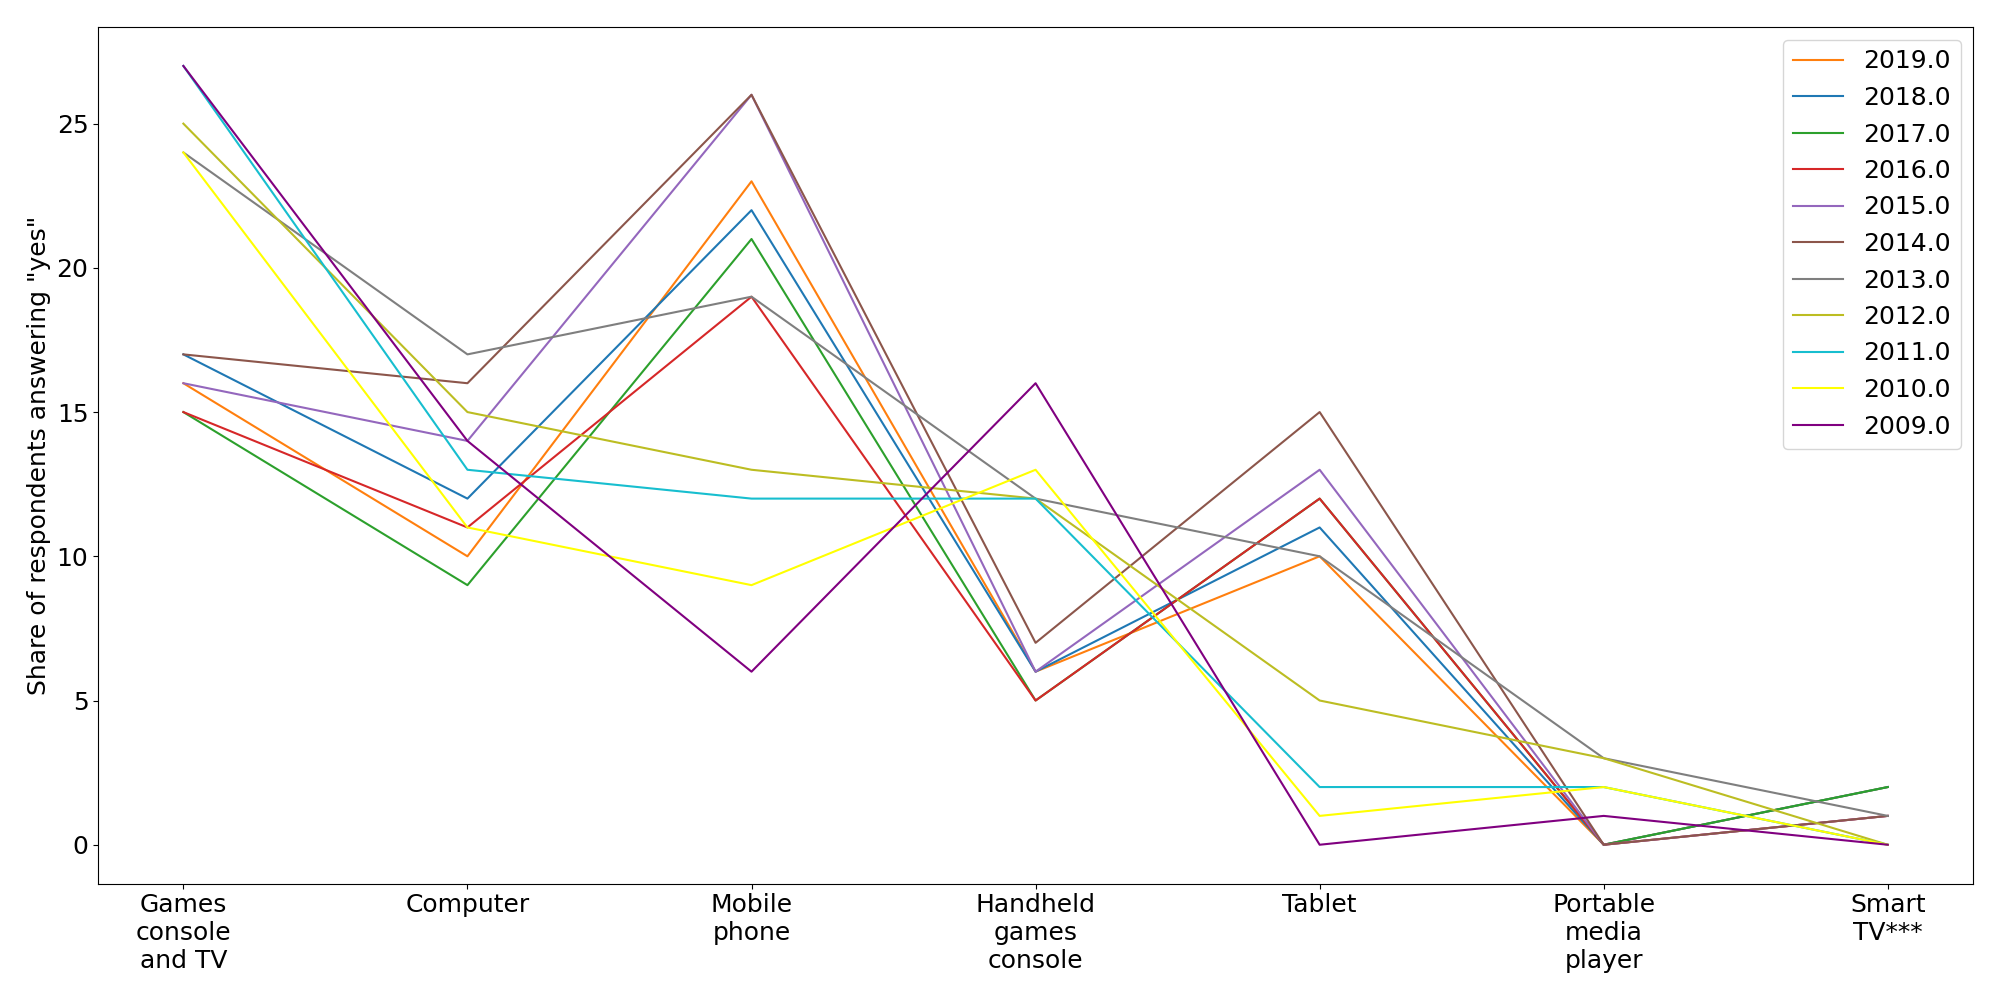 Share of respondents answering "yes"
25
20
15
10
5
0
2019.0
2018.0
2017.0
2016.0
2015.0
2014.0
2013.0
2012.0
2011.0
2010.0
2009.0
Games
console
and TV
Computer
Mobile
phone
Handheld
games
console
Tablet
Portable
media
player
Smart
TV***